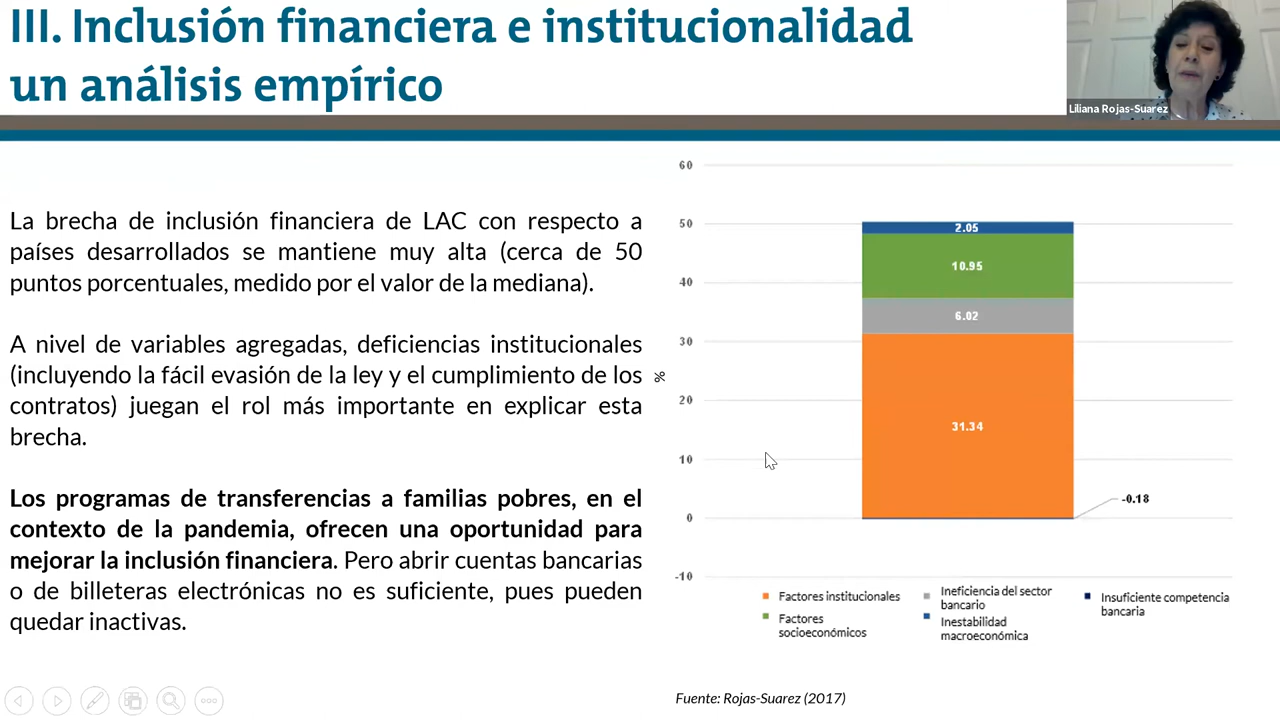 III. Inclusión financiera e institucionalidad
un análisis empírico
Liliana Rojas-Suarez
La brecha de inclusión financiera de LAC con respecto a
países desarrollados se mantiene muy alta (cerca de 50
puntos porcentuales, medido por el valor de la mediana).
A nivel de variables agregadas, deficiencias institucionales
(incluyendo la fácil evasión de la ley y el cumplimiento de los
contratos) juegan el rol más importante en explicar esta
brecha.
Los programas de transferencias a familias pobres, en el
contexto de la pandemia, ofrecen una oportunidad para
mejorar la inclusión financiera. Pero abrir cuentas bancarias
o de billeteras electrónicas no es suficiente, pues pueden
quedar inactivas.
%
60
50
40
30
20
10
0
-10
2.05
10.95
6.02
31.34
-0.18
Factores institucionales
Ineficiencia del sector
bancario
Insuficiente competencia
bancaria
Factores
socioeconómicos
Inestabilidad
macroeconómica
Fuente: Rojas-Suarez (2017)